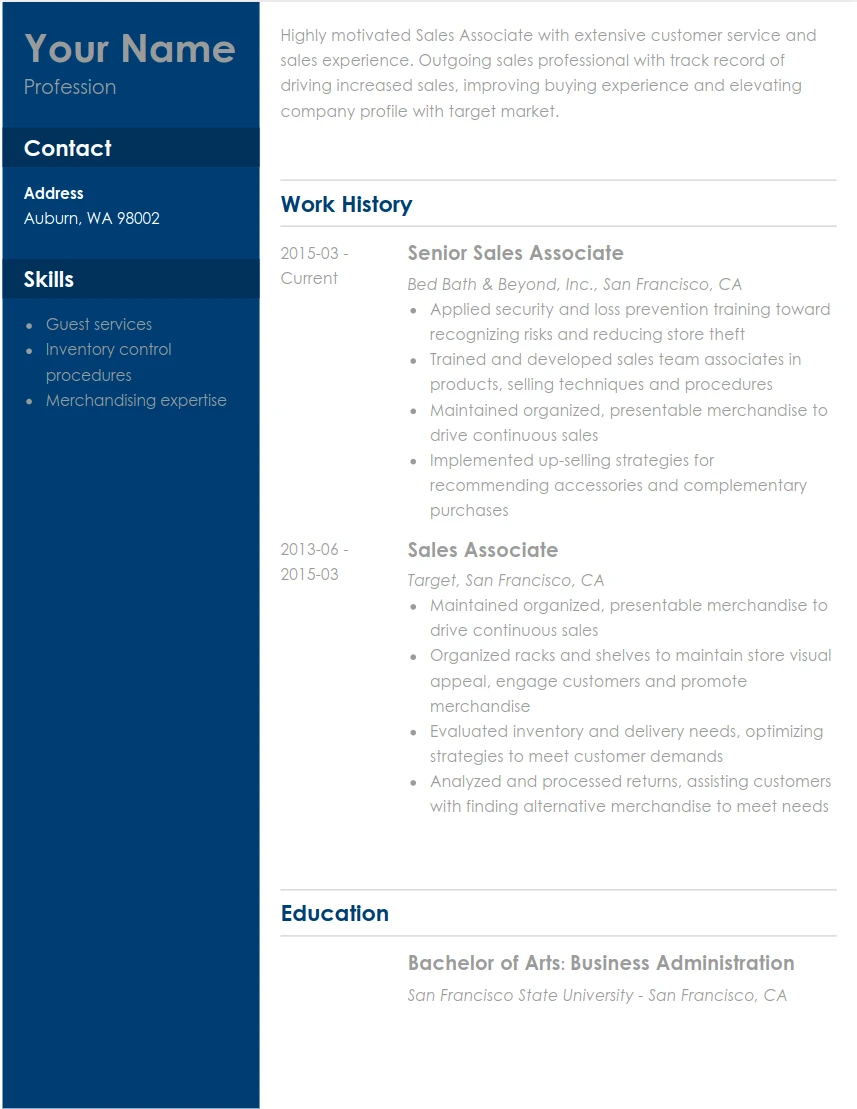 Your Name
Profession
Contact
Address
Auburn, WA 98002
Skills
• Guest services
• Inventory control
procedures
• Merchandising expertise
Highly motivated Sales Associate with extensive customer service and
sales experience. Outgoing sales professional with track record of
driving increased sales, improving buying experience and elevating
company profile with target market.
Work History
2015-03 -
Current
Senior Sales Associate
Bed Bath & Beyond, Inc., San Francisco, CA
• Applied security and loss prevention training toward
recognizing risks and reducing store theft
• Trained and developed sales team associates in
products, selling techniques and procedures
• Maintained organized, presentable merchandise to
drive continuous sales
• Implemented up-selling strategies for
recommending accessories and complementary
purchases
2013-06 -
2015-03
Sales Associate
Target, San Francisco, CA
• Maintained organized, presentable merchandise to
drive continuous sales
• Organized racks and shelves to maintain store visual
appeal, engage customers and promote
merchandise
• Evaluated inventory and delivery needs, optimizing
strategies to meet customer demands
• Analyzed and processed returns, assisting customers
with finding alternative merchandise to meet needs
Education
Bachelor of Arts: Business Administration
San Francisco State University - San Francisco, CA